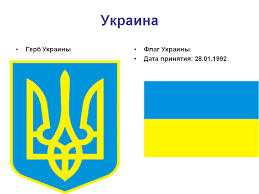 Украина
Герб Украины
Флаг Украины
Дата принятия: 28.01.1992